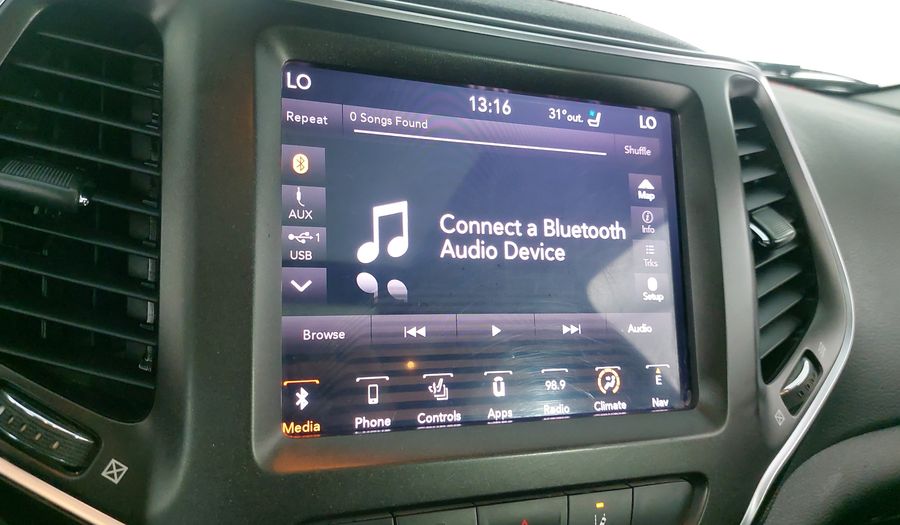 LO
13:16
31°out.
LO
Repeat
0 Songs Found
Shuffle
AUX
1
USB
Map
Info
Trks
Setup
Connect a Bluetooth
Audio Device
Browse
Audio
Media
Phone
Controls
Apps
98.9
Radio
Climate
E
Nav